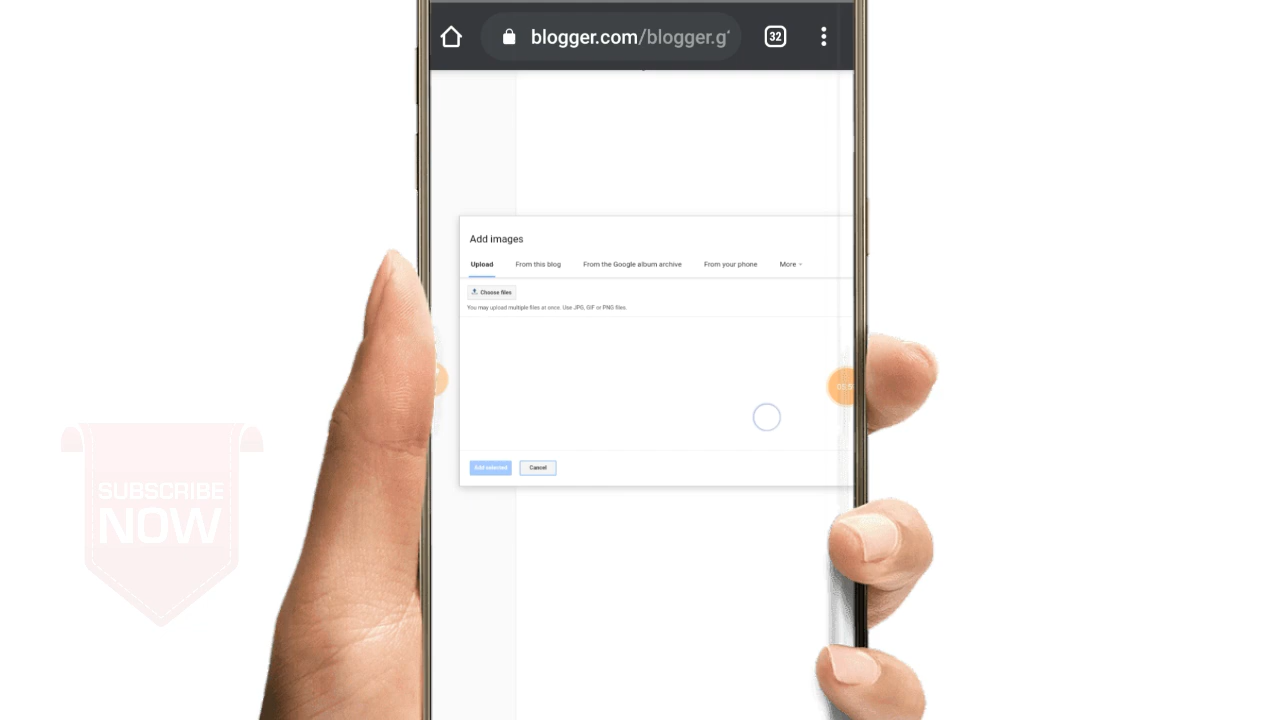 blogger.com/blogger.g
32
Add images
Upload From this blog From the Google album archive From your phone More
Choose files
You may upload multiple files at once. Use JPG, GIF or PNG files.
Add selected Cancel
SUBSCRIBE
NOW